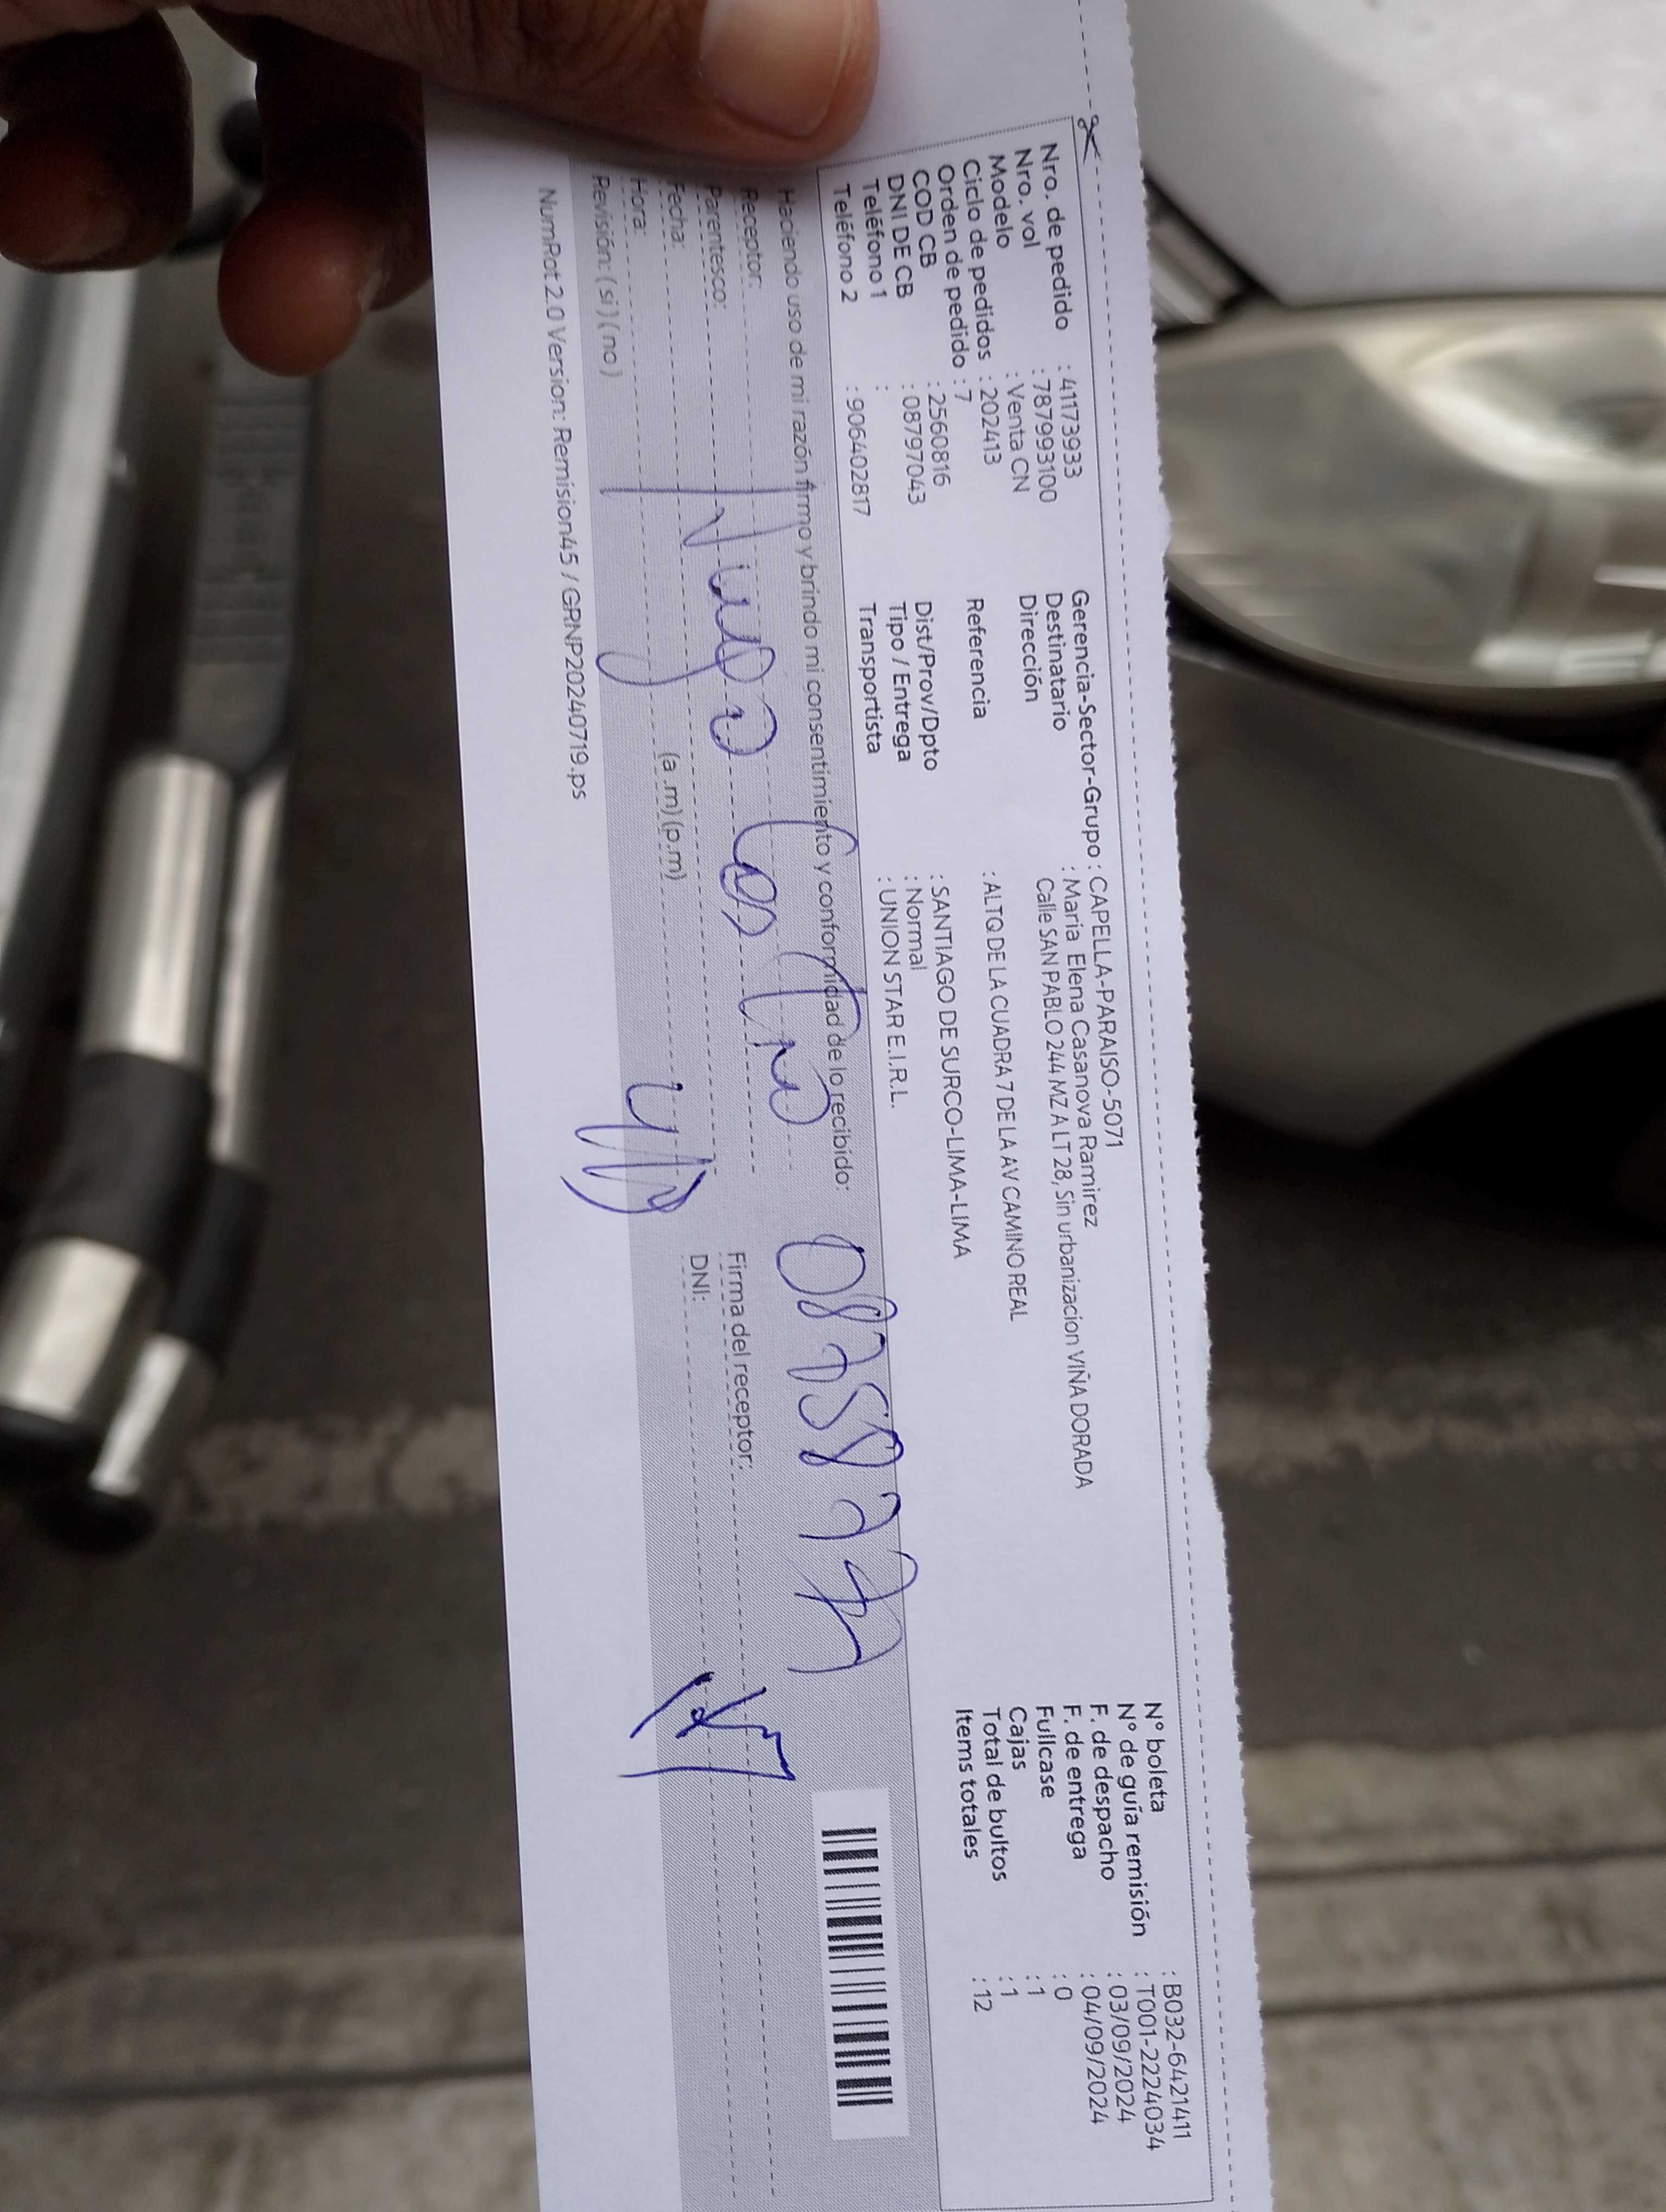 Nro. de pedido : 41173933
Nro. vol : 787993100
Modelo : Venta CN
Ciclo de pedidos : 202413
Orden de pedido : 7
COD CB : 2560816
DNI DE CB : 08797043
Teléfono 1 :
Teléfono 2 : 906402817
Gerencia-Sector-Grupo : CAPELLA-PARAISO-5071
Destinatario : Maria Elena Casanova Ramirez
Dirección Calle SAN PABLO 244 MZ A LT 28, Sin urbanizacion VIÑA DORADA
Referencia : ALTQ DE LA CUADRA 7 DE LA AV CAMINO REAL
Dist/Prov/Dpto : SANTIAGO DE SURCO-LIMA-LIMA
Tipo / Entrega : Normal
Transportista : UNION STAR E.I.R.L.
N° boleta : B032-6421411
N° de guía remisión : T001-2224034
F. de despacho : 03/09/2024
F. de entrega : 04/09/2024
Fullcase : 0
Cajas : 1
Total de bultos : 1
Items totales : 12
Haciendo uso de mi razón firmo y brindo mi consentimiento y conformidad de lo recibido:
Receptor:
Parentesco:
Fecha:
Hora: (a.m) (p.m)
Revisión: (si) (no)
Firma del receptor:
DNI:
NumRot 2.0 Version: Remision45 / GRNP20240719.ps